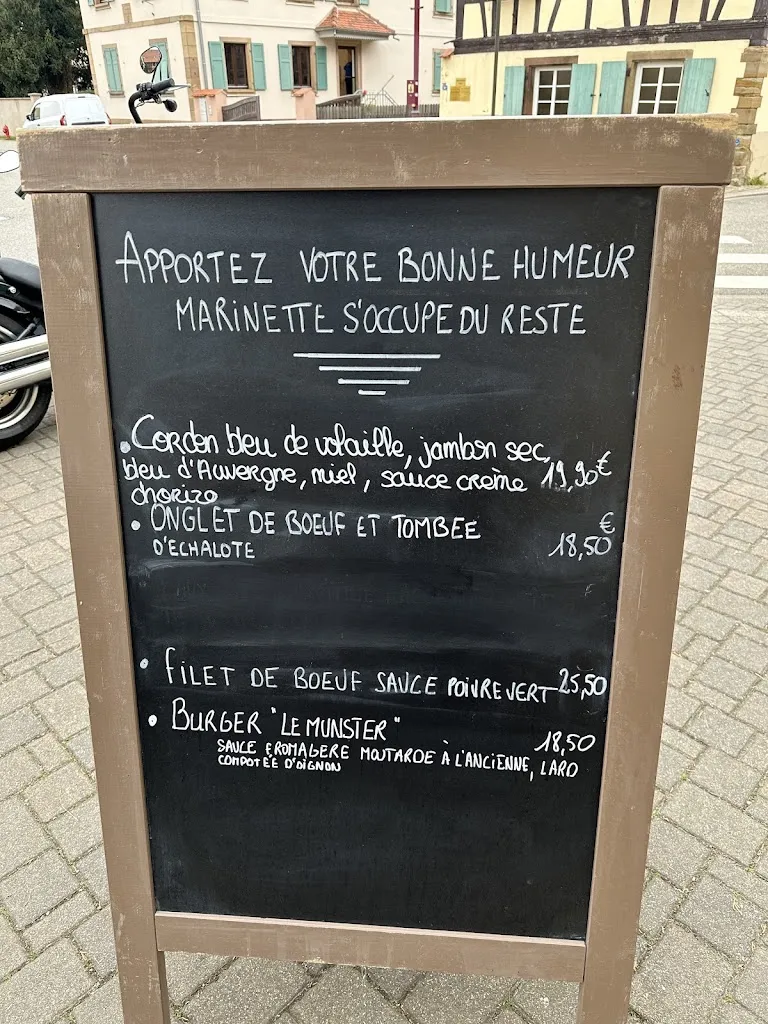 APPORTEZ VOTRE BONNE HUMEUR
MARINETTE S'OCCUPE DU RESTE
• Cordon bleu de volaille, jambon sec,
bleu d'Auvergne, miel, sauce crème 19,90€
chorizo
• ONGLET DE BOEUF ET TOMBEE €
D'ECHALOTE 18,50
• FILET DE BOEUF SAUCE POIVRE VERT 25,50
• BURGER "LE MUNSTER" 18,50
SAUCE FROMAGERE MOUTARDE À L'ANCIENNE, LARD
COMPOTÉE D'OIGNON